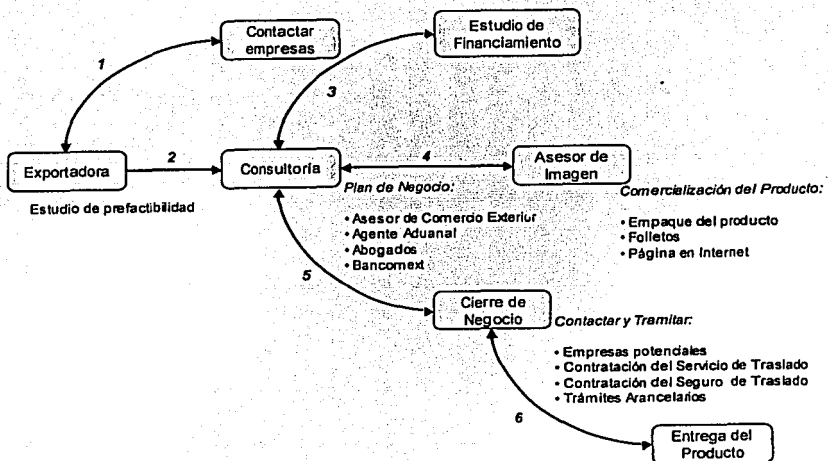 Contactar
empresas
Estudio de
Financiamiento
1
3
Exportadora
2
Consultoría
4
Asesor de
Imagen
Estudio de prefactibilidad
Plan de Negocio:
• Asesor de Comercio Exterior
• Agente Aduanal
• Abogados
• Bancomext
Comercialización del Producto:
• Empaque del producto
• Folletos
• Página en Internet
5
Cierre de
Negocio
Contactar y Tramitar:
• Empresas potenciales
• Contratación del Servicio de Traslado
• Contratación del Seguro de Traslado
• Trámites Arancelarios
6
Entrega del
Producto